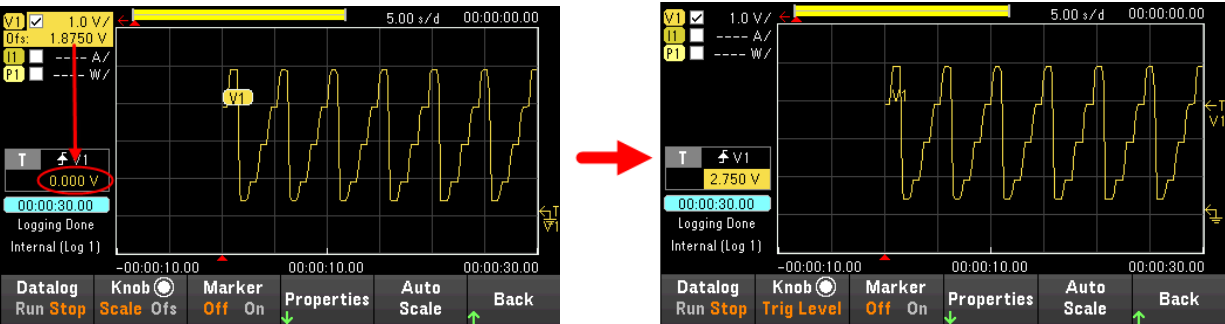 V1 1.0 V/ 5.00 s/d 00:00:00.00
Ofs: 1.8750 V
I1 ---- A/
P1 ---- W/
V1
T V1
0.000 V
T
V1
00:00:30.00
Logging Done
Internal (Log 1)
-00:00:10.00 00:00:10.00 00:00:30.00
Datalog Knob Marker Properties Auto Back
Run Stop Scale Ofs Off On Scale
V1 1.0 V/ 5.00 s/d 00:00:00.00
I1 ---- A/
P1 ---- W/
V1
T
V1
T V1
2.750 V
00:00:30.00
Logging Done
Internal (Log 1)
-00:00:10.00 00:00:10.00 00:00:30.00
Datalog Knob Marker Properties Auto Back
Run Stop Trig Level Off On Scale